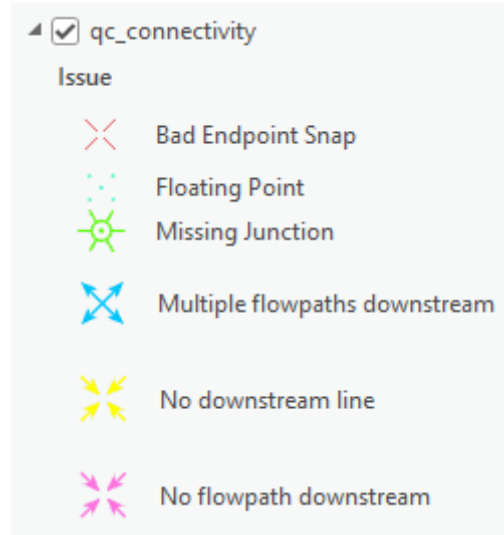 qc_connectivity
Issue
Bad Endpoint Snap
Floating Point
Missing Junction
Multiple flowpaths downstream
No downstream line
No flowpath downstream